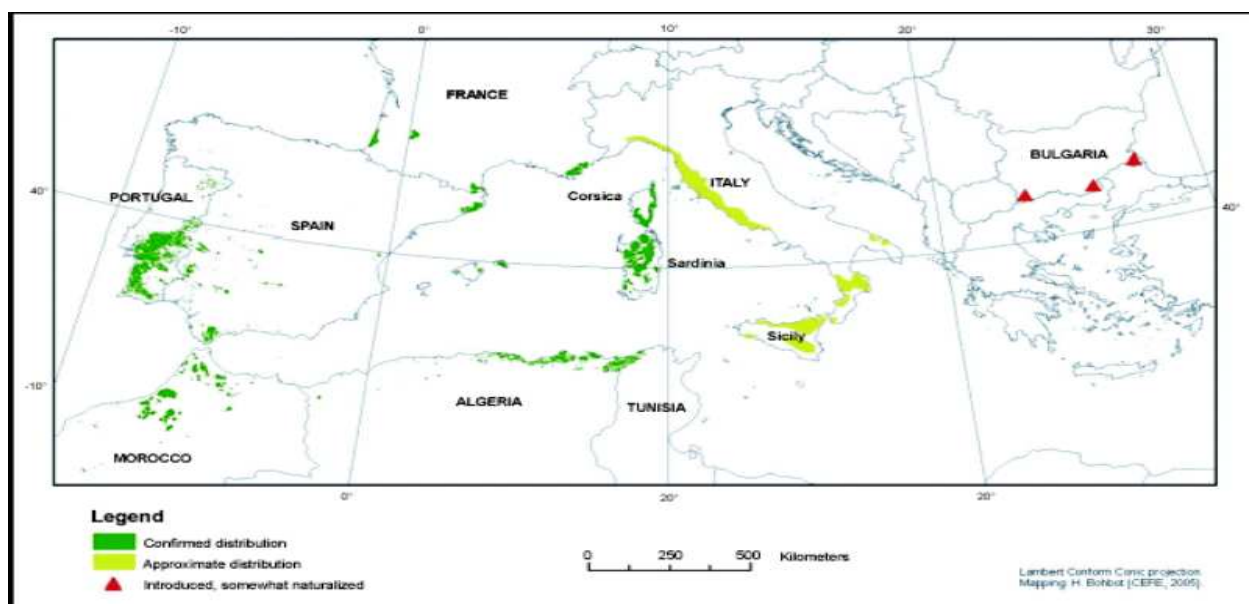 -10° 0° 10° 20° 30°
FRANCE
BULGARIA
40° PORTUGAL Corsica ITALY 40°
SPAIN
Sardinia
Sicily
-10°
ALGERIA TUNISIA
MOROCCO
0° 20° 20°
Legend
Confirmed distribution
Approximate distribution
Introduced, somewhat naturalized
0 250 500 Kilometers
Lambert Conform Conic projection.
Mapping: H. Bohbot [CEFE, 2005].